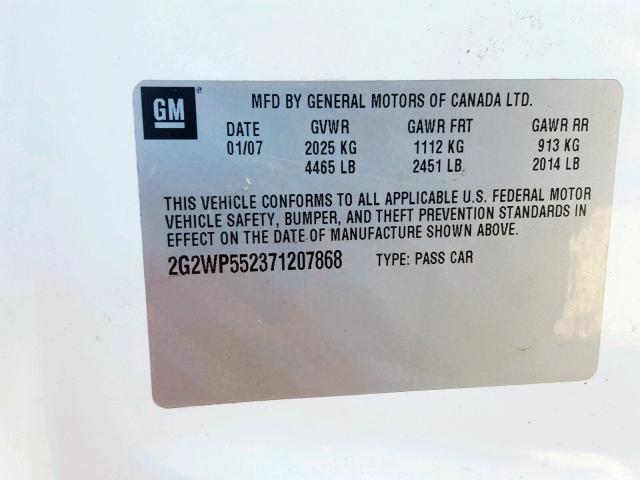 GM ® MFD BY GENERAL MOTORS OF CANADA LTD.
DATE GVWR GAWR FRT GAWR RR
01/07 2025 KG 1112 KG 913 KG
4465 LB 2451 LB 2014 LB
THIS VEHICLE CONFORMS TO ALL APPLICABLE U.S. FEDERAL MOTOR
VEHICLE SAFETY, BUMPER, AND THEFT PREVENTION STANDARDS IN
EFFECT ON THE DATE OF MANUFACTURE SHOWN ABOVE.
2G2WP552371207868 TYPE: PASS CAR